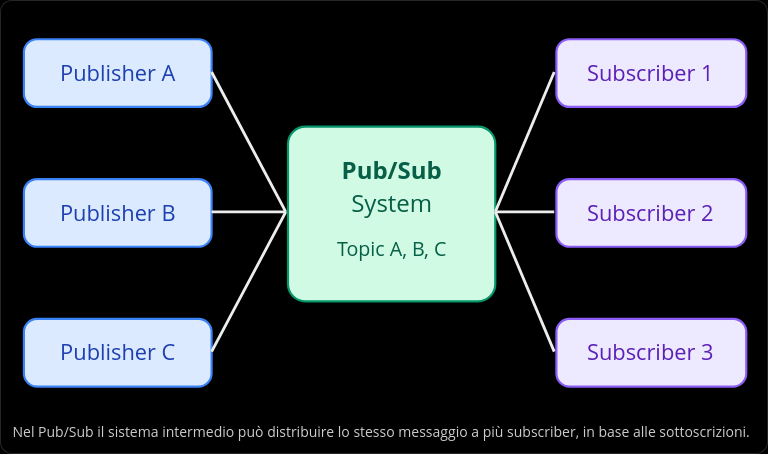 Publisher A
Subscriber 1
Pub/Sub
System
Publisher B
Subscriber 2
Topic A, B, C
Publisher C
Subscriber 3
Nel Pub/Sub il sistema intermedio può distribuire lo stesso messaggio a più subscriber, in base alle sottoscrizioni.